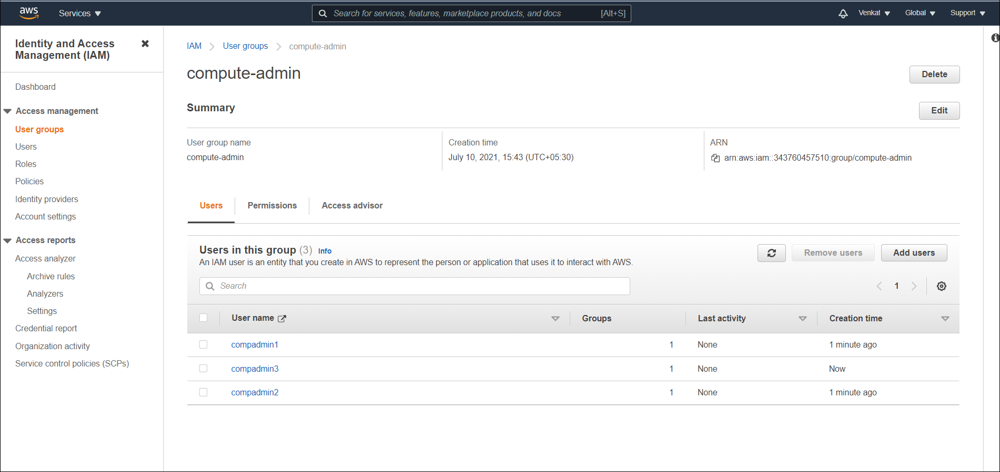 aws
Services
Search for services, features, marketplace products, and docs [Alt+S]
Venkat
Global
Support
Identity and Access
Management (IAM)
Dashboard
Access management
User groups
Users
Roles
Policies
Identity providers
Account settings
Access reports
Access analyzer
Archive rules
Analyzers
Settings
Credential report
Organization activity
Service control policies (SCPs)
IAM User groups compute-admin
compute-admin
Delete
Summary
Edit
User group name
compute-admin
Creation time
July 10, 2021, 15:43 (UTC+05:30)
ARN
arn:aws:iam::343760457510:group/compute-admin
Users Permissions Access advisor
Users in this group (3) Info
An IAM user is an entity that you create in AWS to represent the person or application that uses it to interact with AWS.
Remove users
Add users
Search
1
User name Groups Last activity Creation time
compadmin1 1 None 1 minute ago
compadmin3 1 None Now
compadmin2 1 None 1 minute ago